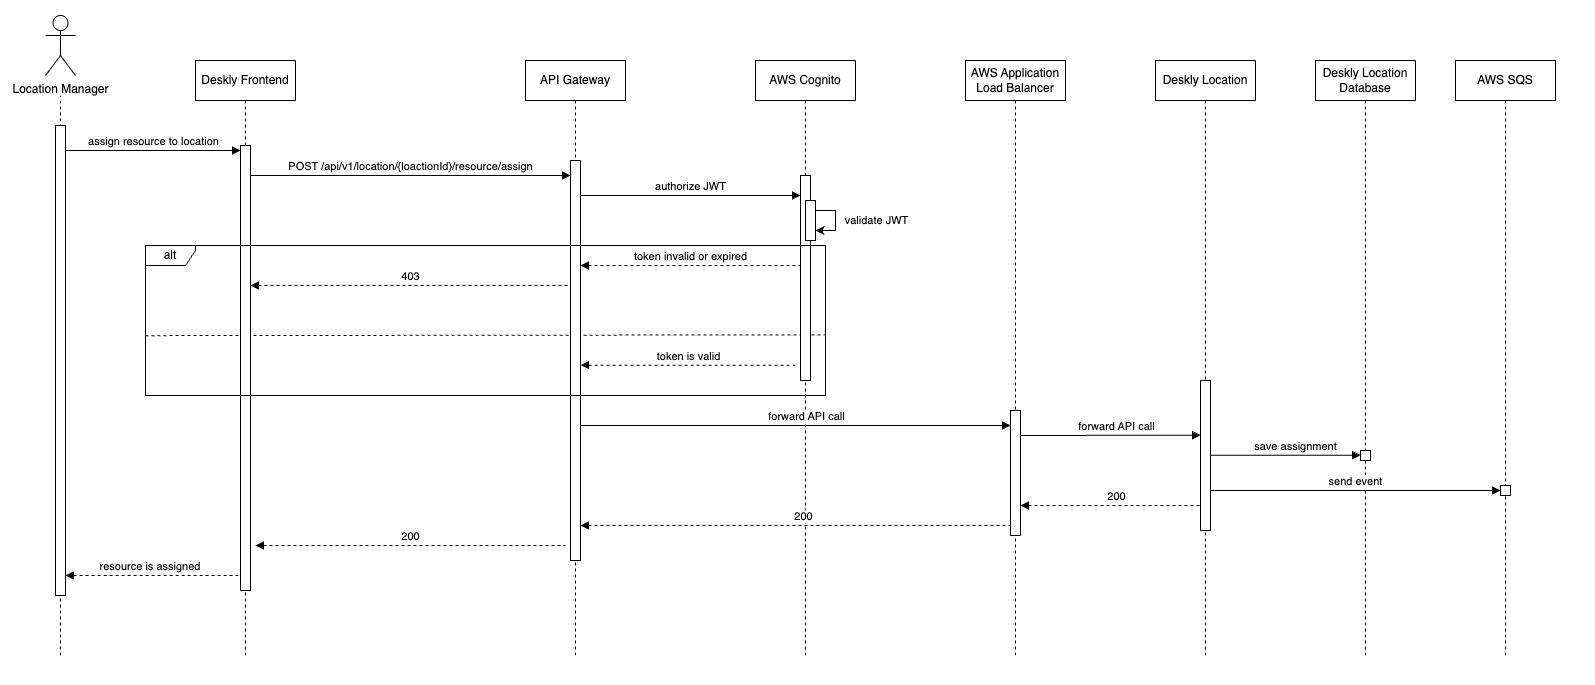 Location Manager
Deskly Frontend
API Gateway
AWS Cognito
AWS Application
Load Balancer
Deskly Location
Deskly Location
Database
AWS SQS
assign resource to location
POST /api/v1/location/{loactionId}/resource/assign
authorize JWT
validate JWT
alt
token invalid or expired
403
token is valid
forward API call
forward API call
save assignment
send event
200
200
200
resource is assigned